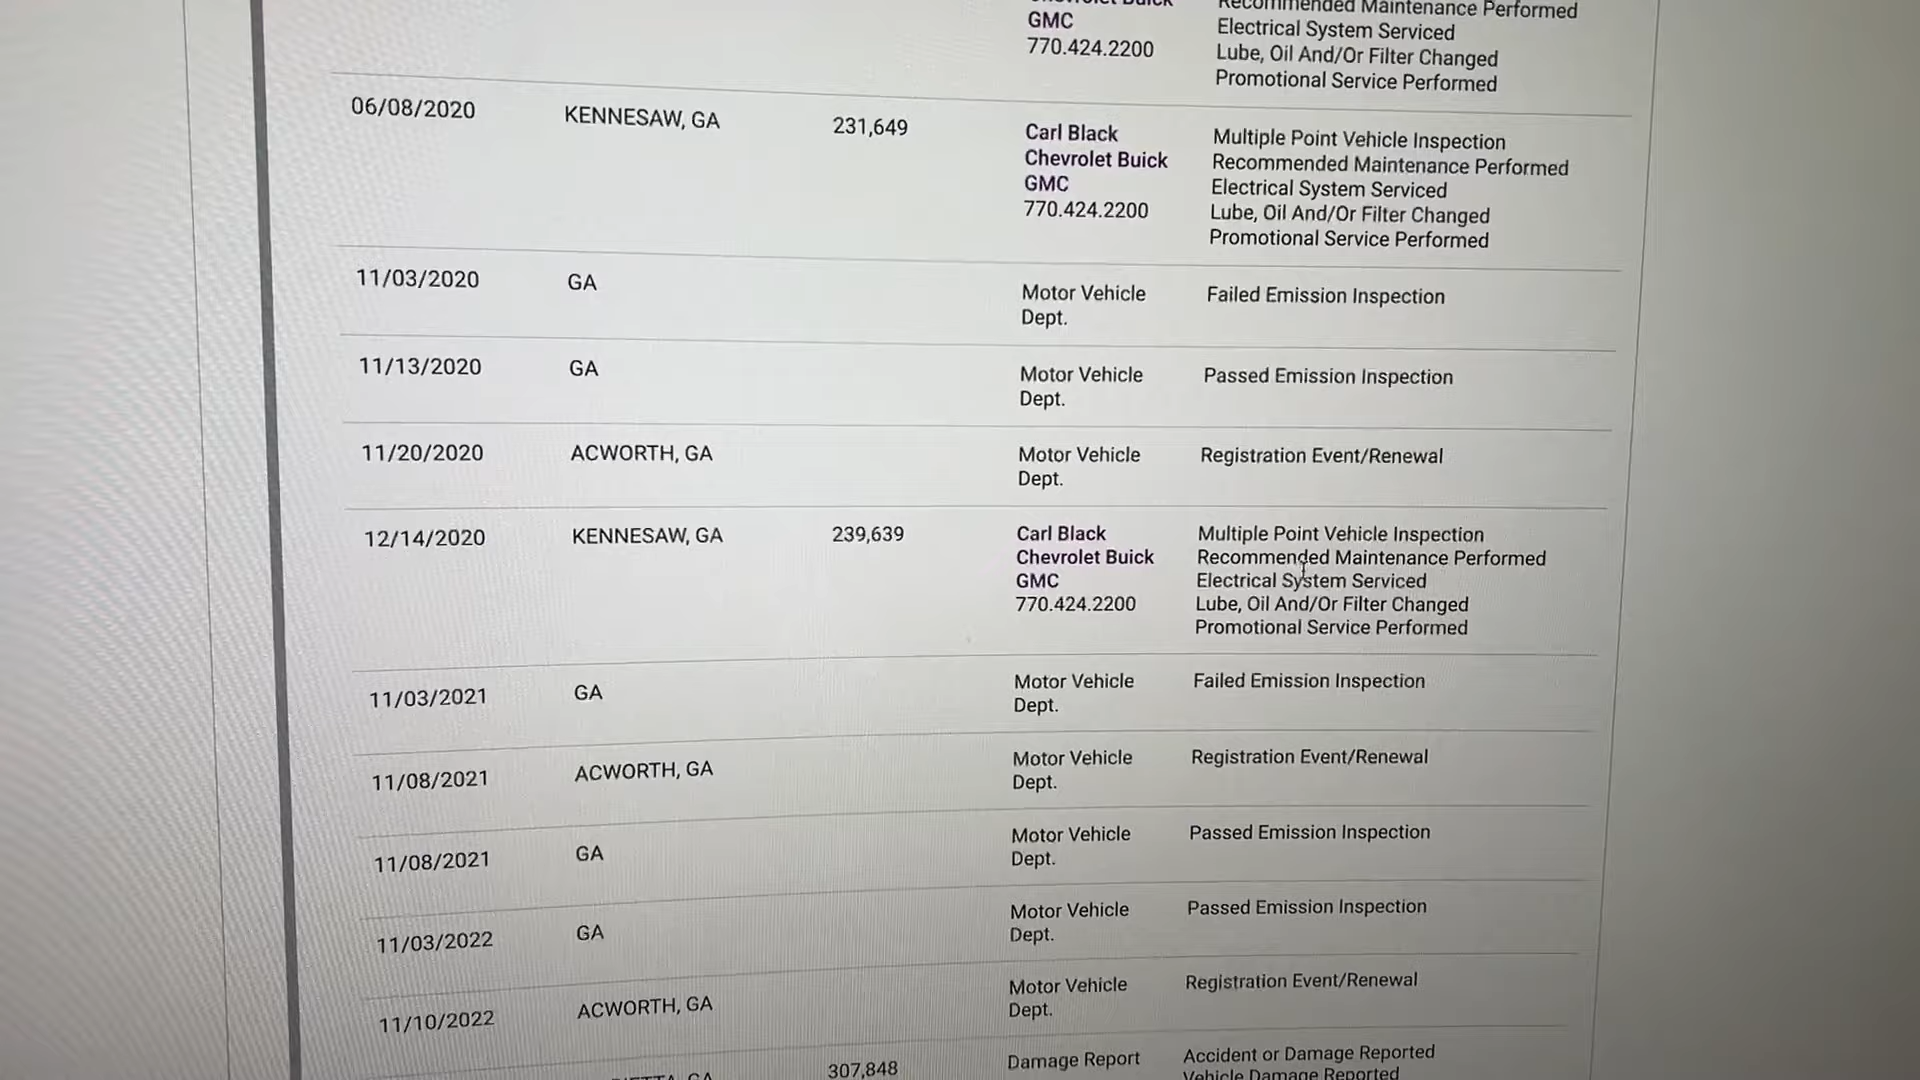 Chevrolet Buick
GMC
770.424.2200
Recommended Maintenance Performed
Electrical System Serviced
Lube, Oil And/Or Filter Changed
Promotional Service Performed
06/08/2020
KENNESAW, GA
231,649
Carl Black
Chevrolet Buick
GMC
770.424.2200
Multiple Point Vehicle Inspection
Recommended Maintenance Performed
Electrical System Serviced
Lube, Oil And/Or Filter Changed
Promotional Service Performed
11/03/2020
GA
Motor Vehicle
Dept.
Failed Emission Inspection
11/13/2020
GA
Motor Vehicle
Dept.
Passed Emission Inspection
11/20/2020
ACWORTH, GA
Motor Vehicle
Dept.
Registration Event/Renewal
12/14/2020
KENNESAW, GA
239,639
Carl Black
Chevrolet Buick
GMC
770.424.2200
Multiple Point Vehicle Inspection
Recommended Maintenance Performed
Electrical System Serviced
Lube, Oil And/Or Filter Changed
Promotional Service Performed
11/03/2021
GA
Motor Vehicle
Dept.
Failed Emission Inspection
11/08/2021
ACWORTH, GA
Motor Vehicle
Dept.
Registration Event/Renewal
11/08/2021
GA
Motor Vehicle
Dept.
Passed Emission Inspection
11/03/2022
GA
Motor Vehicle
Dept.
Passed Emission Inspection
11/10/2022
ACWORTH, GA
Motor Vehicle
Dept.
Registration Event/Renewal
GA
307,848
Damage Report
Accident or Damage Reported
Vehicle Damage Reported